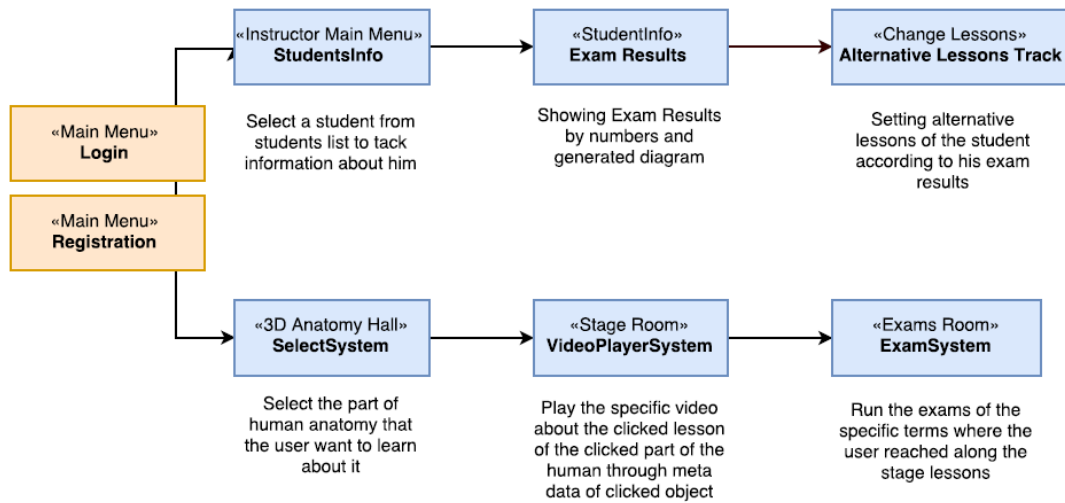 «Instructor Main Menu»
StudentsInfo
«StudentInfo»
Exam Results
«Change Lessons»
Alternative Lessons Track
Select a student from
students list to tack
information about him
Showing Exam Results
by numbers and
generated diagram
Setting alternative
lessons of the student
according to his exam
results
«Main Menu»
Login
«Main Menu»
Registration
«3D Anatomy Hall»
SelectSystem
«Stage Room»
VideoPlayerSystem
«Exams Room»
ExamSystem
Select the part of
human anatomy that
the user want to learn
about it
Play the specific video
about the clicked lesson
of the clicked part of the
human through meta
data of clicked object
Run the exams of the
specific terms where the
user reached along the
stage lessons